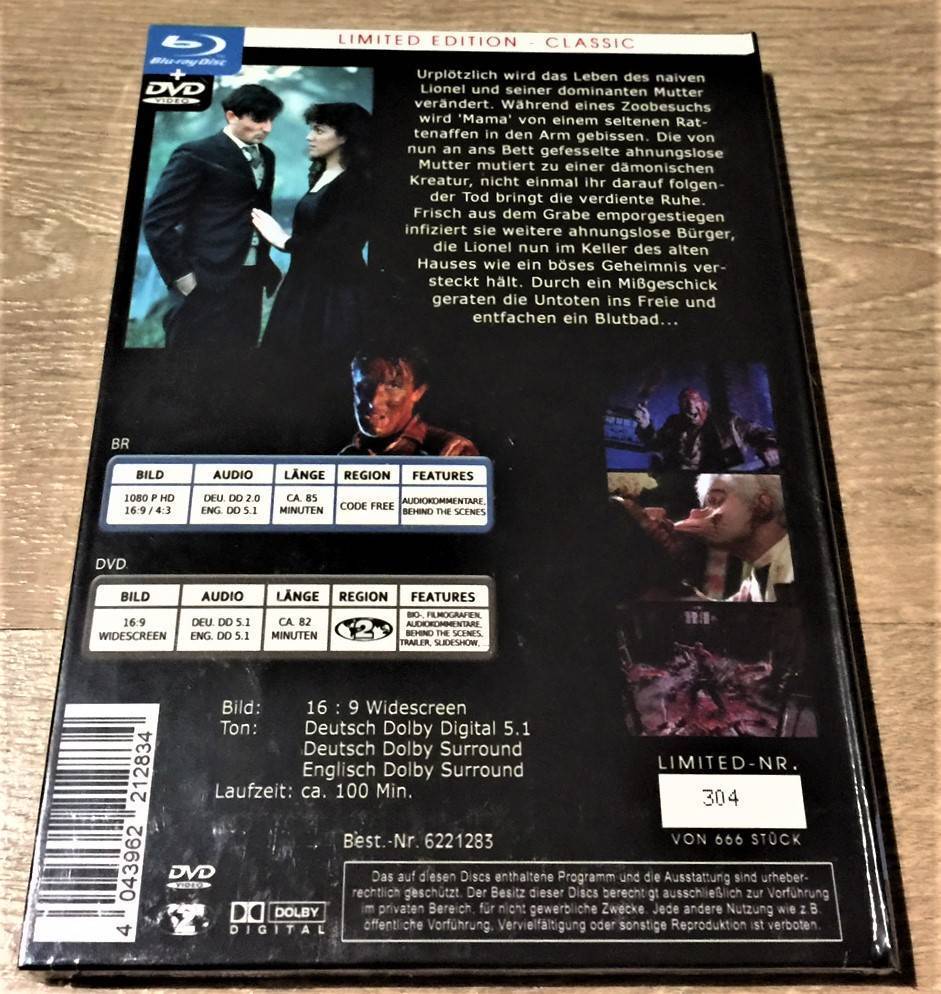 LIMITED EDITION - CLASSIC
Blu-ray Disc
+
DVD
VIDEO
Urplötzlich wird das Leben des naiven
Lionel und seiner dominanten Mutter
verändert. Während eines Zoobesuchs
wird 'Mama' von einem seltenen Rat-
tenaffen in den Arm gebissen. Die von
nun an ans Bett gefesselte ahnungslose
Mutter mutiert zu einer dämonischen
Kreatur, nicht einmal ihr darauf folgen-
der Tod bringt die verdiente Ruhe.
Frisch aus dem Grabe emporgestiegen
infiziert sie weitere ahnungslose Bürger,
die Lionel nun im Keller des alten
Hauses wie ein böses Geheimnis ver-
steckt hält. Durch ein Mißgeschick
geraten die Untoten ins Freie und
entfachen ein Blutbad...
BR
BILD AUDIO LÄNGE REGION FEATURES
1080 P HD DEU. DD 2.0 CA. 85 CODE FREE AUDIOKOMMENTARE,
16:9 / 4:3 ENG. DD 5.1 MINUTEN BEHIND THE SCENES
DVD
BILD AUDIO LÄNGE REGION FEATURES
16:9 DEU. DD 5.1 CA. 82 2 BIO-, FILMOGRAFIEN,
WIDESCREEN ENG. DD 5.1 MINUTEN AUDIOKOMMENTARE,
BEHIND THE SCENES,
TRAILER, SLIDESHOW, ...
Bild: 16 : 9 Widescreen
Ton: Deutsch Dolby Digital 5.1
Deutsch Dolby Surround
Englisch Dolby Surround
Laufzeit: ca. 100 Min.
LIMITED-NR.
304
VON 666 STÜCK
Best.-Nr. 6221283
4 043962 212834
DVD
VIDEO
2
DOLBY
DIGITAL
Das auf diesen Discs enthaltene Programm und die Ausstattung sind urheber-
rechtlich geschützt. Der Besitz dieser Discs berechtigt ausschließlich zur Vorführung
im privaten Bereich, für nicht gewerbliche Zwecke. Jede andere Nutzung wie z.B.
öffentliche Vorführung, Vervielfältigung oder sonstige Reproduktion ist verboten.